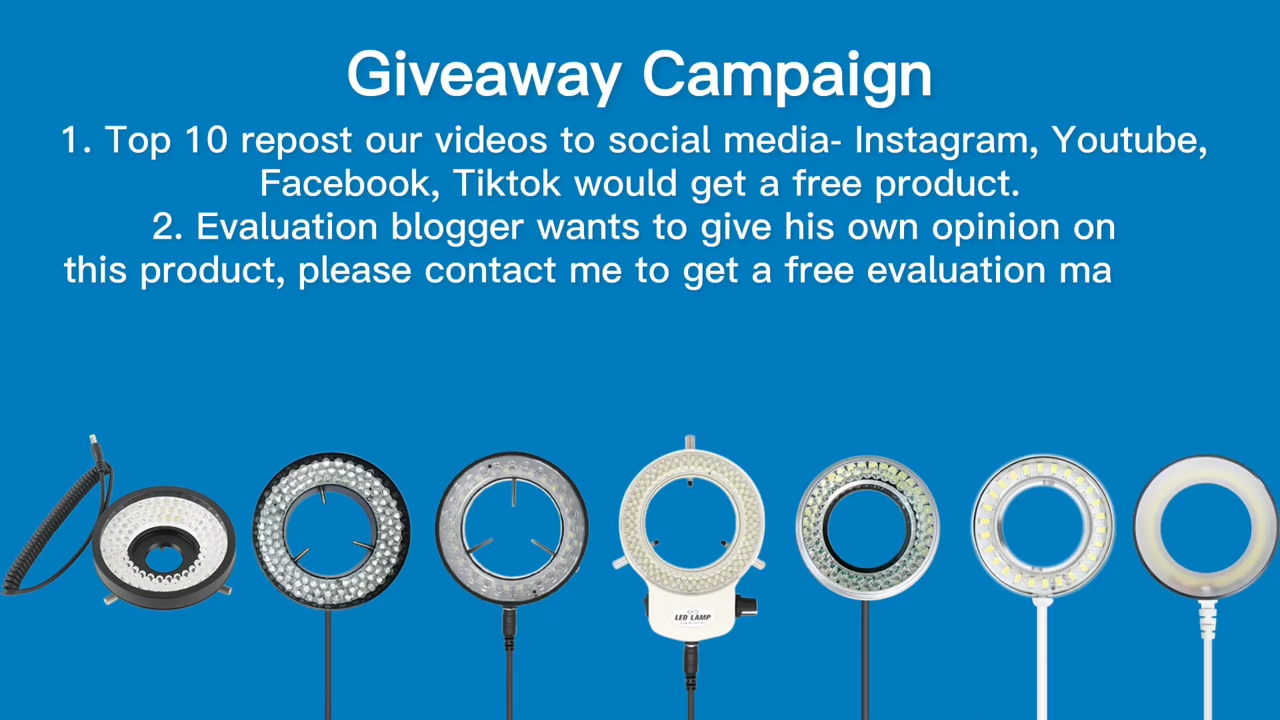 Giveaway Campaign
1. Top 10 repost our videos to social media- Instagram, Youtube,
Facebook, Tiktok would get a free product.
2. Evaluation blogger wants to give his own opinion on
this product, please contact me to get a free evaluation ma
LED LAMP